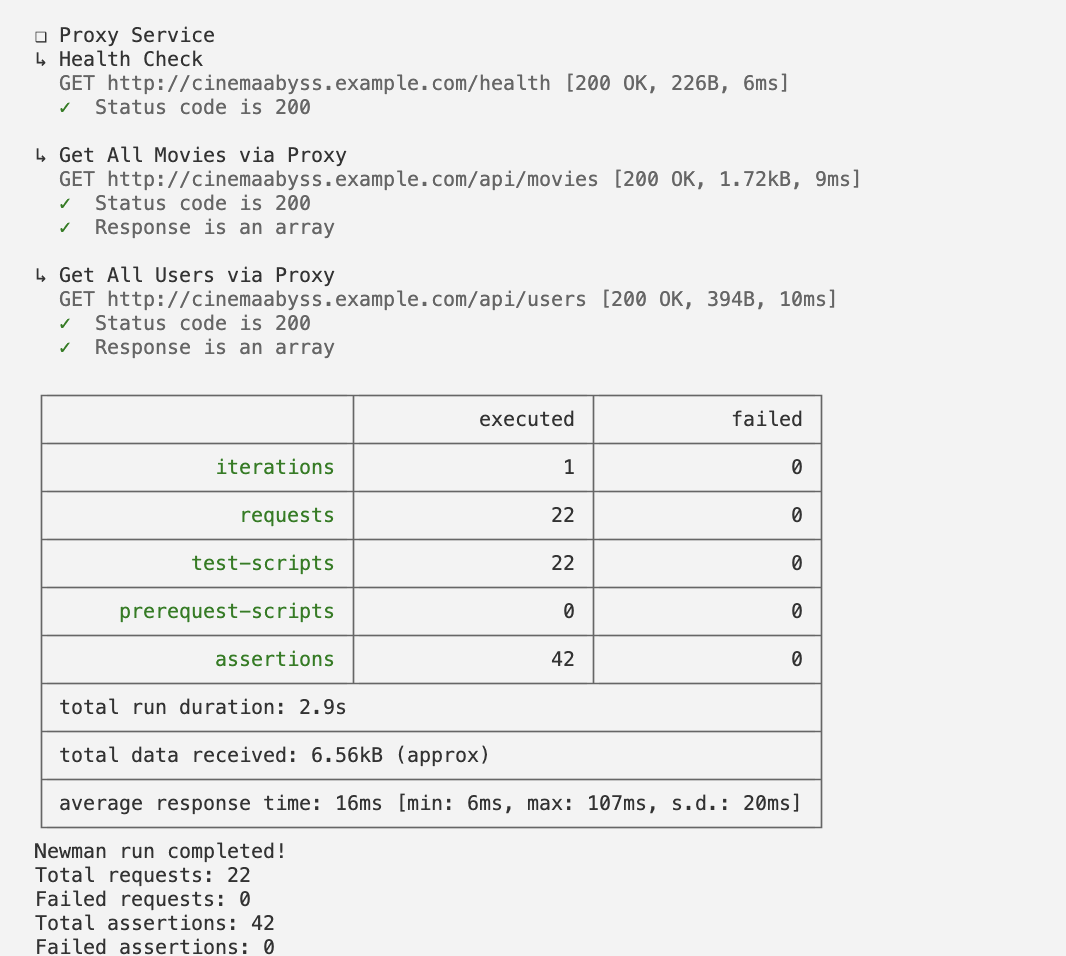 ❏ Proxy Service
↳ Health Check
GET http://cinemaabyss.example.com/health [200 OK, 226B, 6ms]
✓ Status code is 200
↳ Get All Movies via Proxy
GET http://cinemaabyss.example.com/api/movies [200 OK, 1.72kB, 9ms]
✓ Status code is 200
✓ Response is an array
↳ Get All Users via Proxy
GET http://cinemaabyss.example.com/api/users [200 OK, 394B, 10ms]
✓ Status code is 200
✓ Response is an array
executed failed
iterations 1 0
requests 22 0
test-scripts 22 0
prerequest-scripts 0 0
assertions 42 0
total run duration: 2.9s
total data received: 6.56kB (approx)
average response time: 16ms [min: 6ms, max: 107ms, s.d.: 20ms]
Newman run completed!
Total requests: 22
Failed requests: 0
Total assertions: 42
Failed assertions: 0